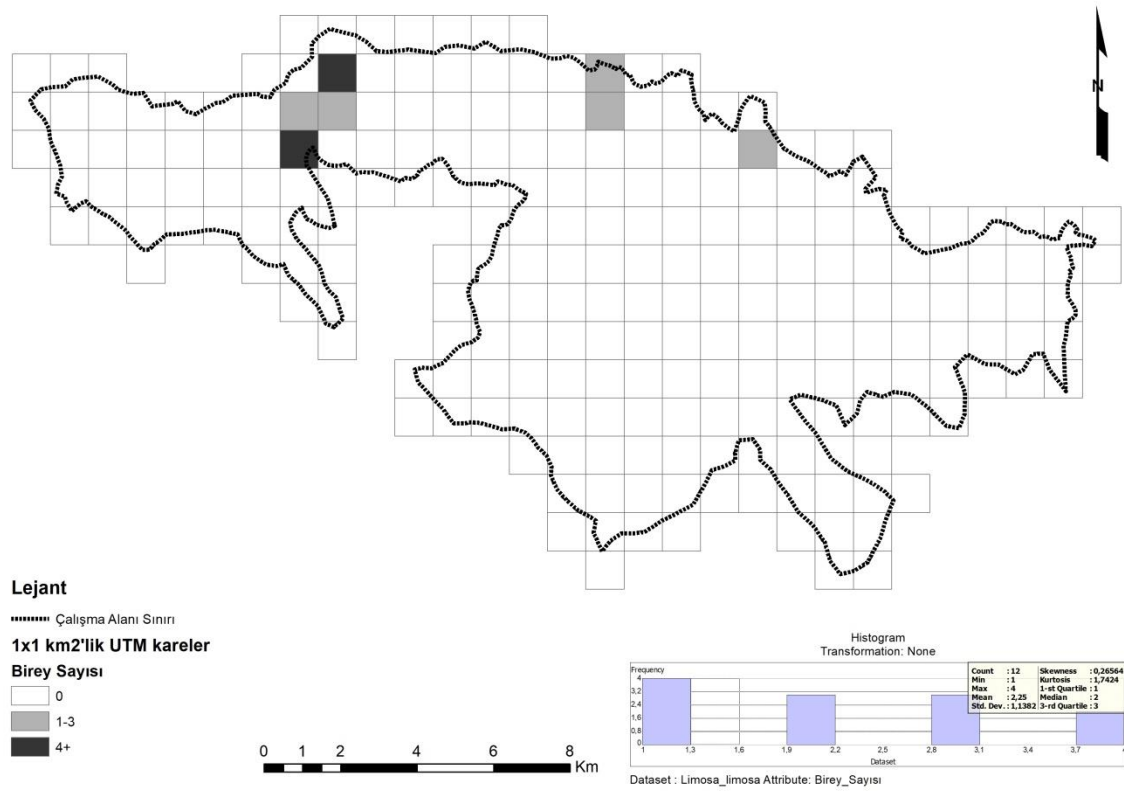 N
Lejant
Çalışma Alanı Sınırı
1x1 km2'lik UTM kareler
Birey Sayısı
0
1-3
4+
0 1 2 4 6 8
Km
Histogram
Transformation: None
Frequency
4
3,2
2,4
1,6
0,8
0
1 1,3 1,6 1,9 2,2 2,5 2,8 3,1 3,4 3,7 4
Dataset
Count : 12 Skewness : 0,26564
Min : 1 Kurtosis : 1,7424
Max : 4 1-st Quartile : 1
Mean : 2,25 Median : 2
Std. Dev. : 1,1382 3-rd Quartile : 3
Dataset : Limosa_limosa Attribute: Birey_Sayısı